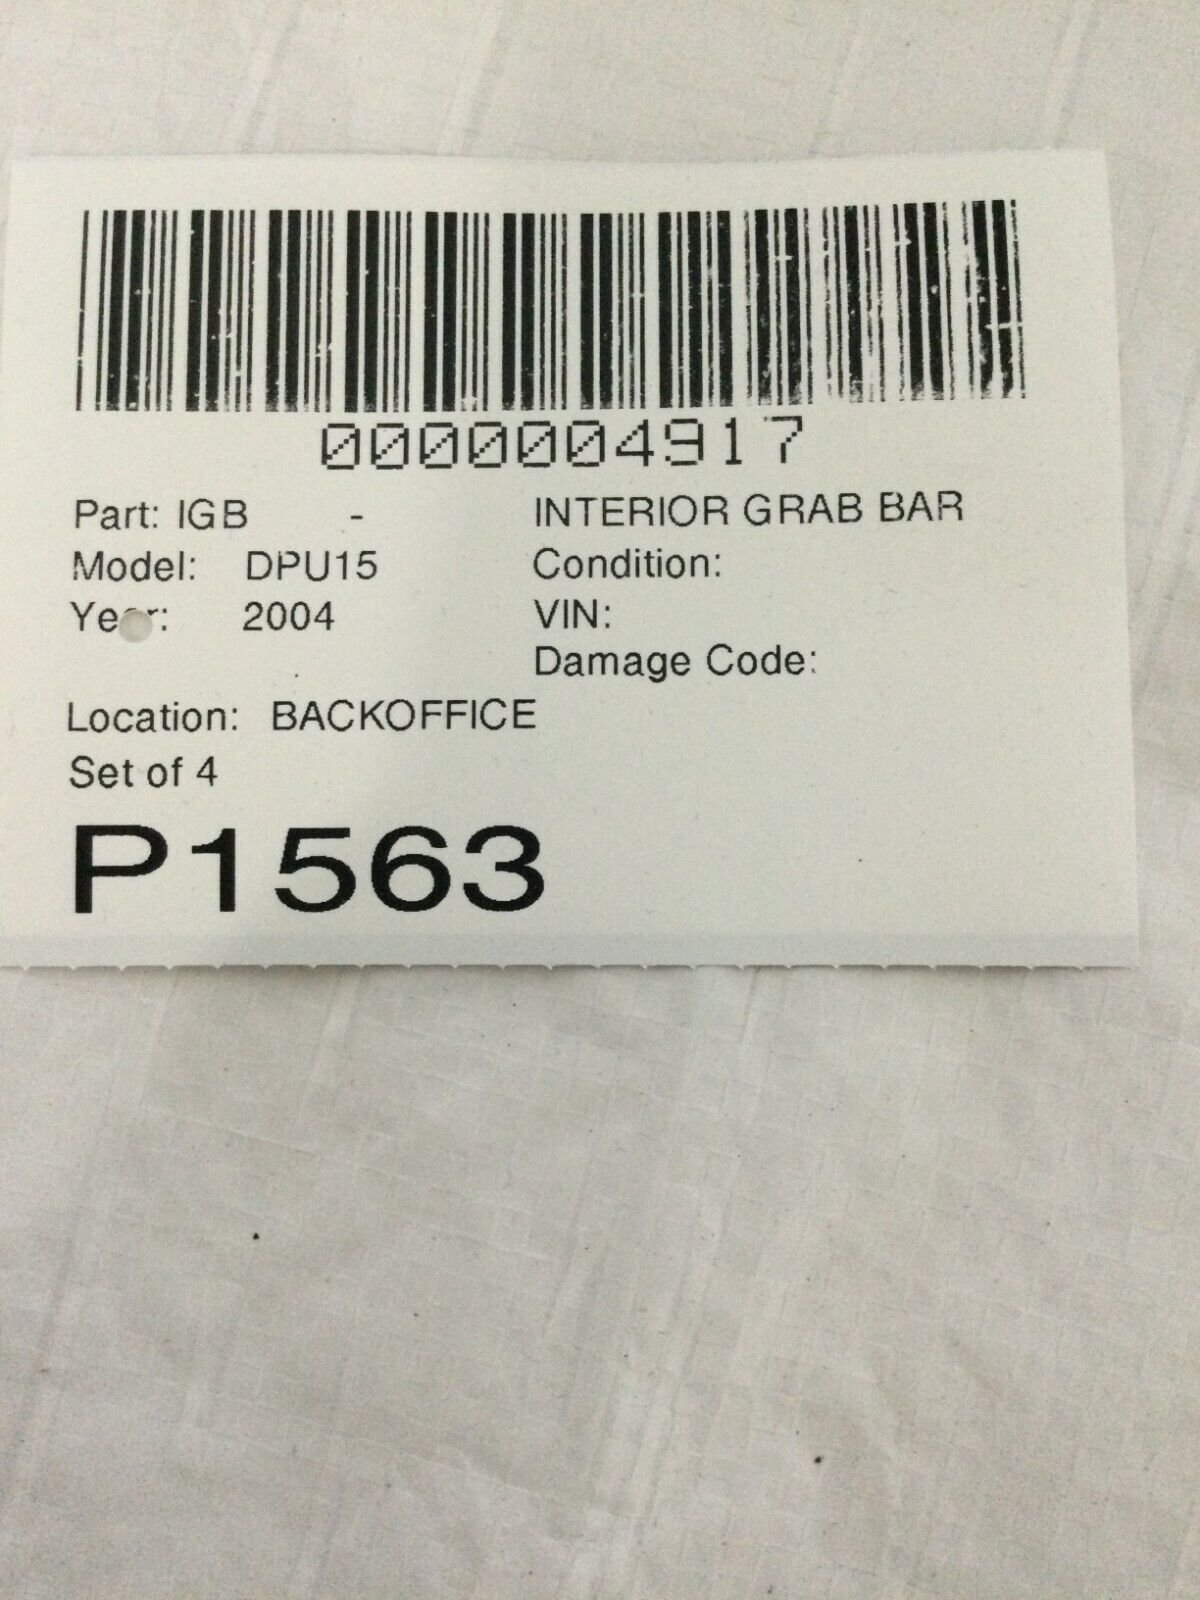 0000004917
Part: IGB - INTERIOR GRAB BAR
Model: DPU15 Condition:
Year: 2004 VIN:
Damage Code:
Location: BACKOFFICE
Set of 4
P1563